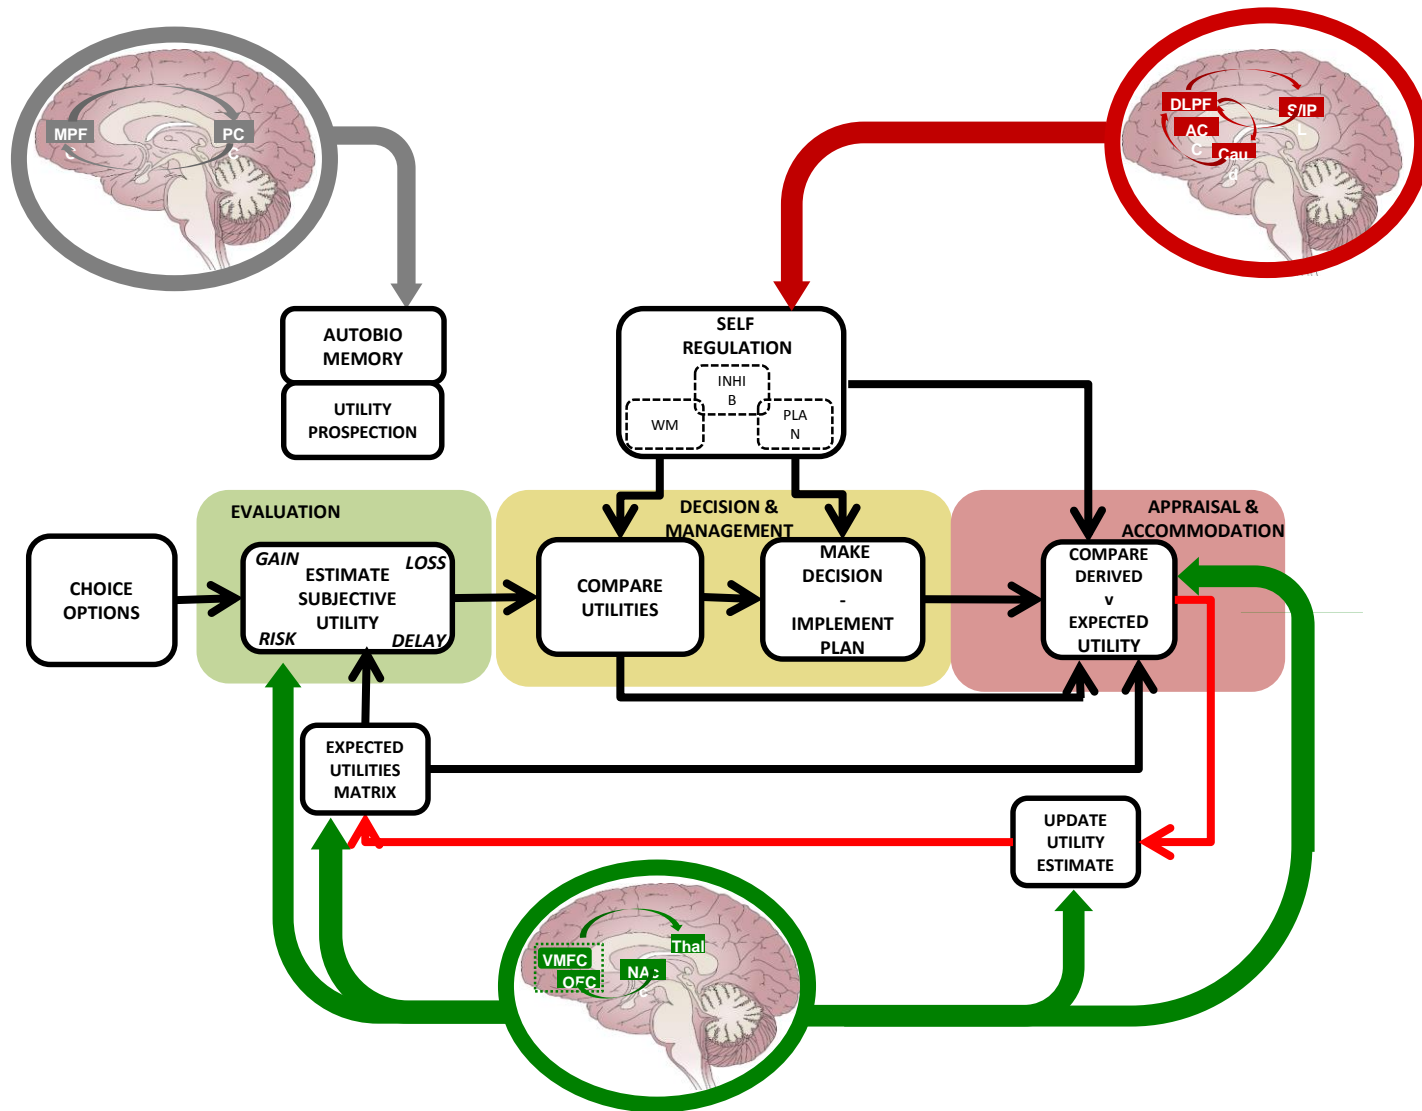 MPF
C
PC
C
DLPF
S/IP
L
AC
C
Cau
d
AUTOBIO
MEMORY
UTILITY
PROSPECTION
SELF
REGULATION
INHI
B
WM
PLA
N
EVALUATION
DECISION &
MANAGEMENT
APPRAISAL &
ACCOMMODATION
CHOICE
OPTIONS
GAIN
LOSS
ESTIMATE
SUBJECTIVE
UTILITY
RISK
DELAY
COMPARE
UTILITIES
MAKE
DECISION
-
IMPLEMENT
PLAN
COMPARE
DERIVED
v
EXPECTED
UTILITY
EXPECTED
UTILITIES
MATRIX
UPDATE
UTILITY
ESTIMATE
Thal
VMFC
OFC
NAc